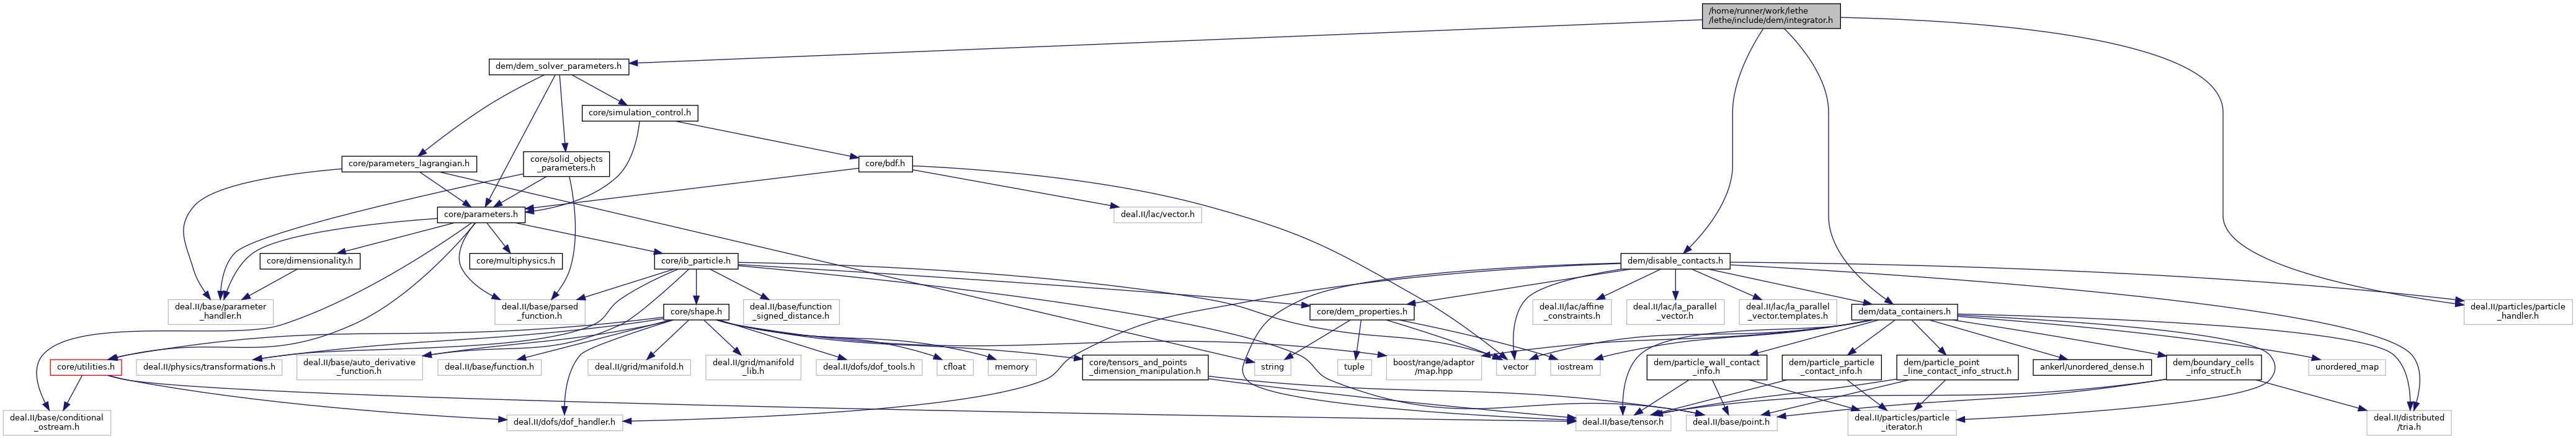 /home/runner/work/lethe
/lethe/include/dem/integrator.h
dem/dem_solver_parameters.h
core/simulation_control.h
core/parameters_lagrangian.h
core/solid_objects
_parameters.h
core/bdf.h
core/parameters.h
deal.II/lac/vector.h
core/dimensionality.h
core/multiphysics.h
core/ib_particle.h
dem/disable_contacts.h
deal.II/base/parameter
_handler.h
deal.II/base/parsed
_function.h
core/shape.h
deal.II/base/function
_signed_distance.h
core/dem_properties.h
deal.II/lac/affine
_constraints.h
deal.II/lac/la_parallel
_vector.h
deal.II/lac/la_parallel
_vector.templates.h
dem/data_containers.h
deal.II/particles/particle
_handler.h
core/utilities.h
deal.II/physics/transformations.h
deal.II/base/auto_derivative
_function.h
deal.II/base/function.h
deal.II/grid/manifold.h
deal.II/grid/manifold
_lib.h
deal.II/dofs/dof_tools.h
cfloat
memory
core/tensors_and_points
_dimension_manipulation.h
string
tuple
boost/range/adaptor
/map.hpp
vector
iostream
dem/particle_wall_contact
_info.h
dem/particle_particle
_contact_info.h
dem/particle_point
_line_contact_info_struct.h
ankerl/unordered_dense.h
dem/boundary_cells
_info_struct.h
unordered_map
deal.II/base/conditional
_ostream.h
deal.II/dofs/dof_handler.h
deal.II/base/tensor.h
deal.II/base/point.h
deal.II/particles/particle
_iterator.h
deal.II/distributed
/tria.h